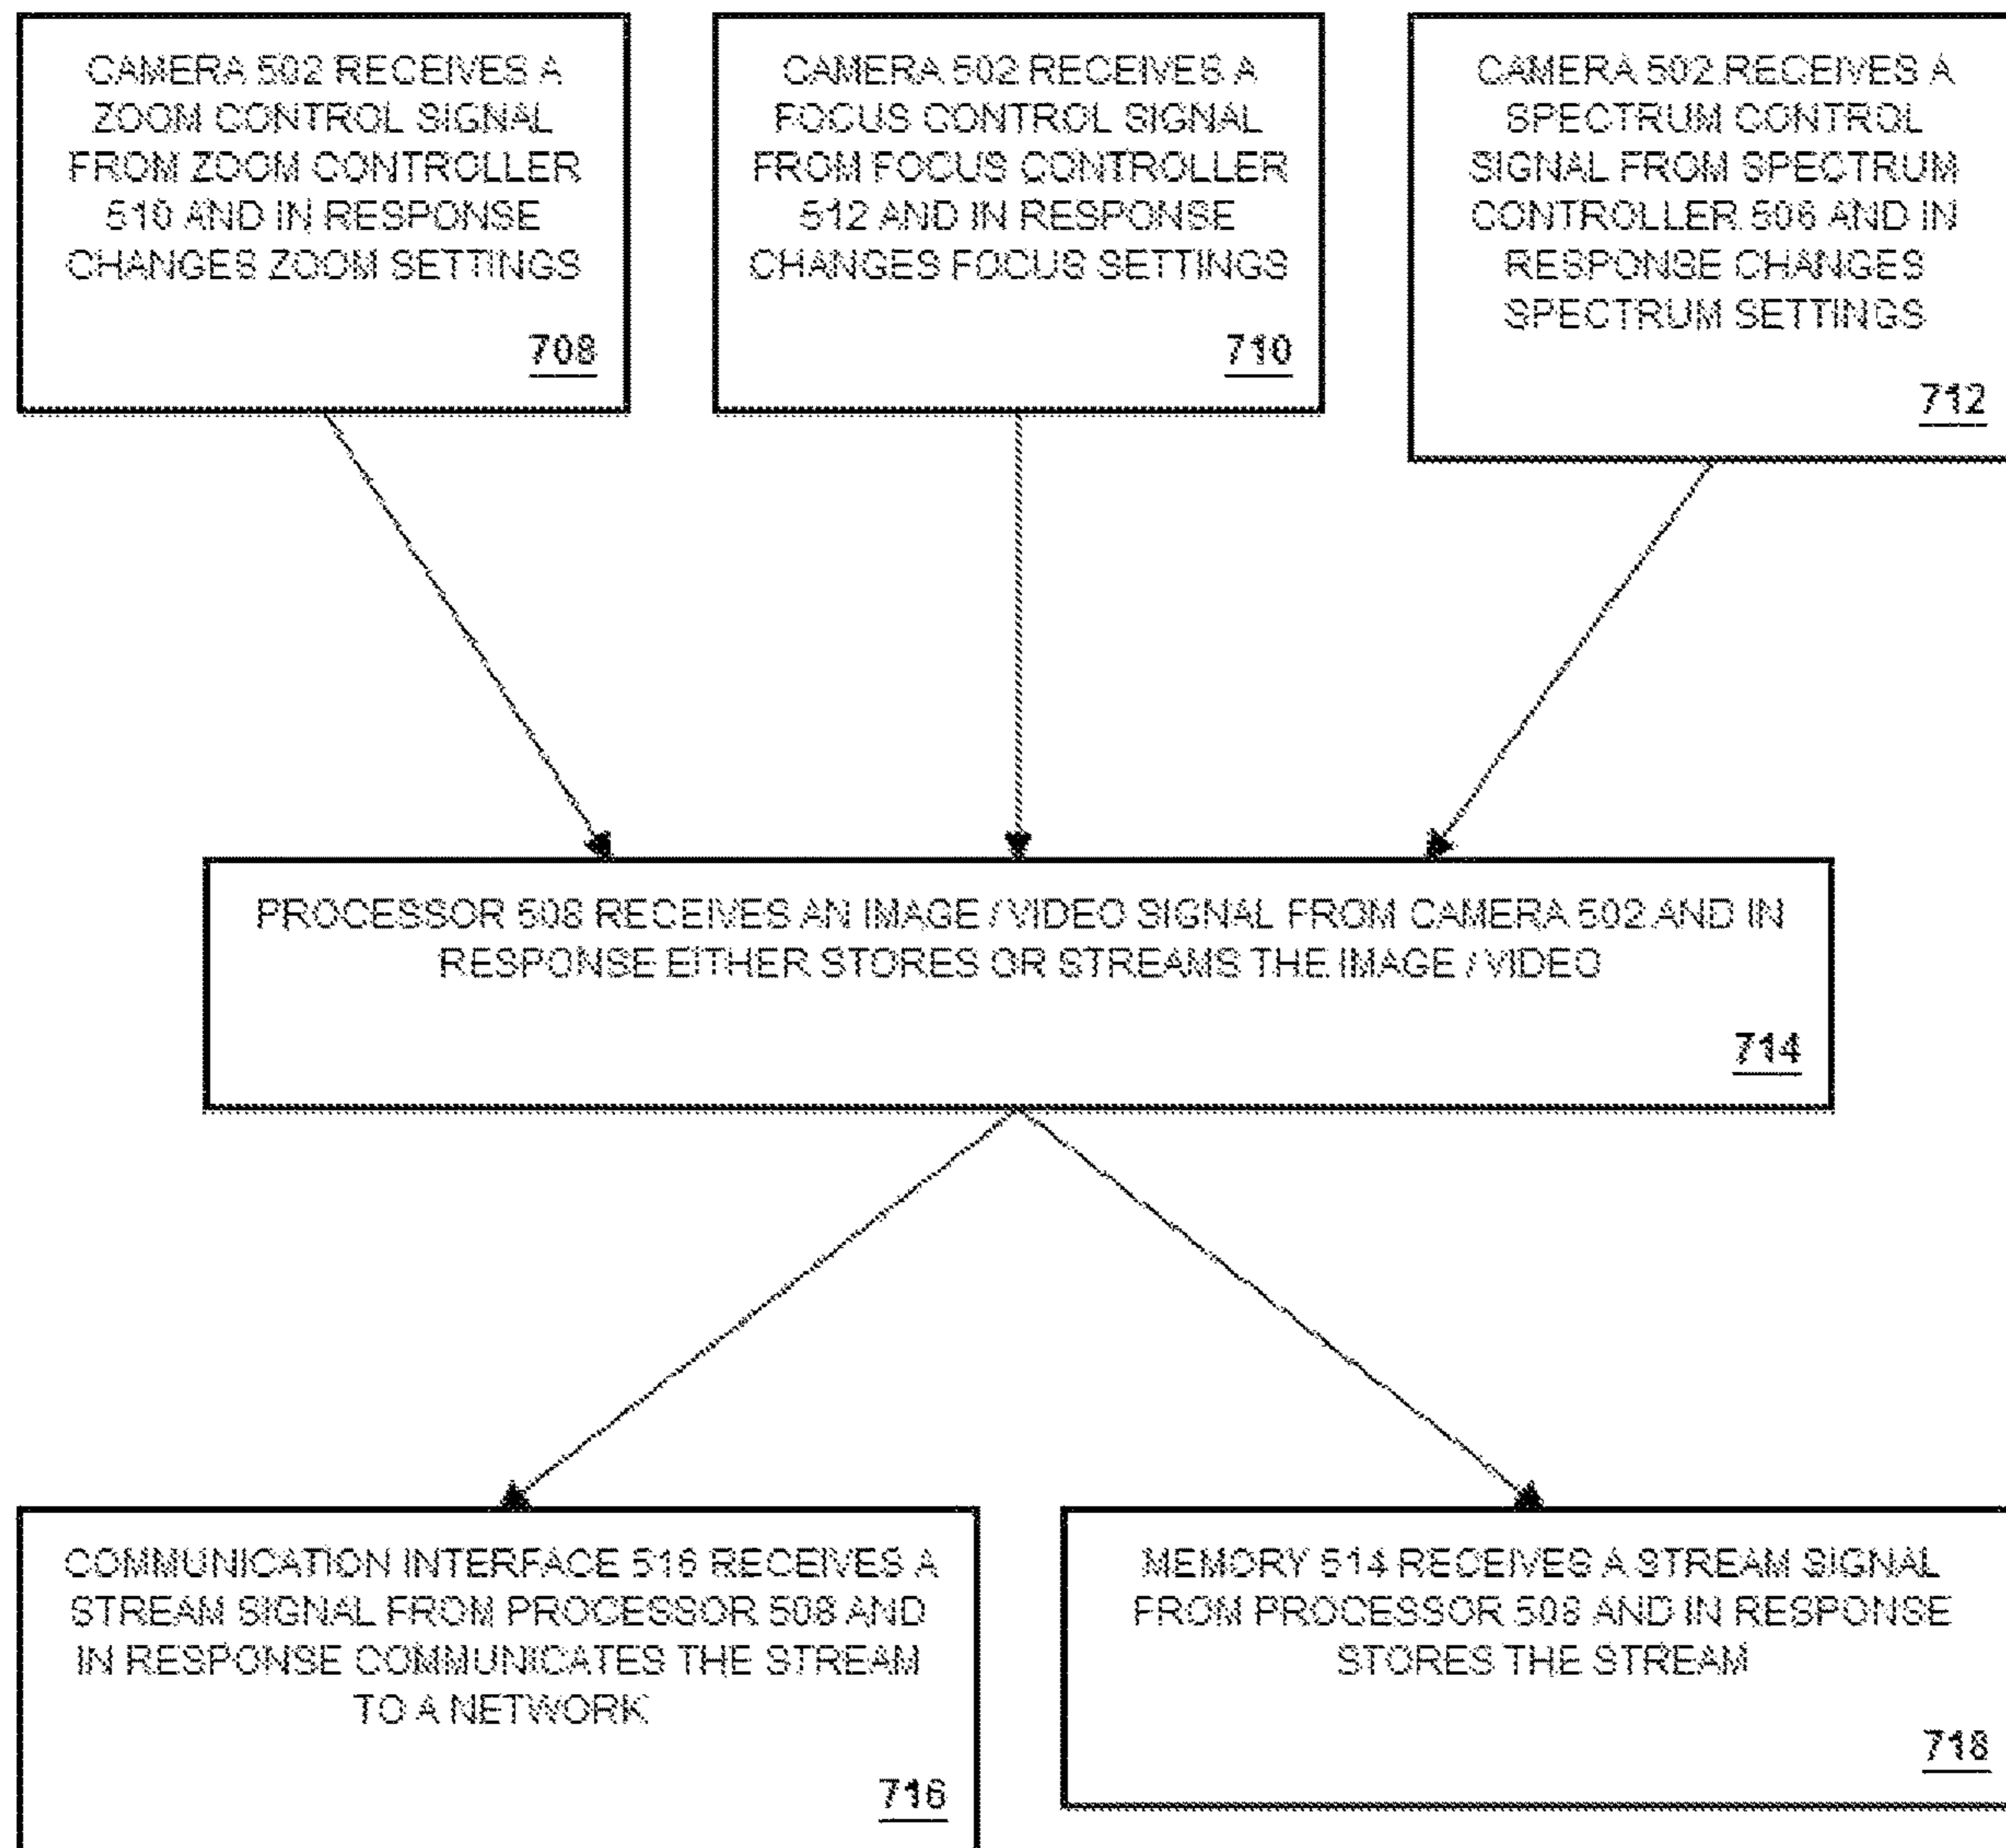 CAMERA 502 RECEIVES A
ZOOM CONTROL SIGNAL
FROM ZOOM CONTROLLER
510 AND IN RESPONSE
CHANGES ZOOM SETTINGS
708
CAMERA 502 RECEIVES A
FOCUS CONTROL SIGNAL
FROM FOCUS CONTROLLER
512 AND IN RESPONSE
CHANGES FOCUS SETTINGS
710
CAMERA 502 RECEIVES A
SPECTRUM CONTROL
SIGNAL FROM SPECTRUM
CONTROLLER 506 AND IN
RESPONSE CHANGES
SPECTRUM SETTINGS
712
PROCESSOR 508 RECEIVES AN IMAGE / VIDEO SIGNAL FROM CAMERA 502 AND IN
RESPONSE EITHER STORES OR STREAMS THE IMAGE / VIDEO
714
COMMUNICATION INTERFACE 516 RECEIVES A
STREAM SIGNAL FROM PROCESSOR 508 AND
IN RESPONSE COMMUNICATES THE STREAM
TO A NETWORK
716
MEMORY 514 RECEIVES A STREAM SIGNAL
FROM PROCESSOR 508 AND IN RESPONSE
STORES THE STREAM
718